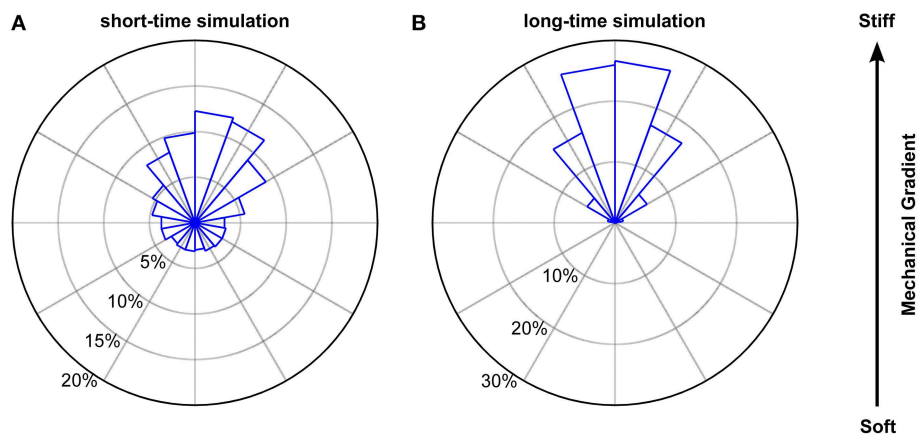 A
short-time simulation
5%
10%
15%
20%
B
long-time simulation
10%
20%
30%
Stiff
Mechanical Gradient
Soft